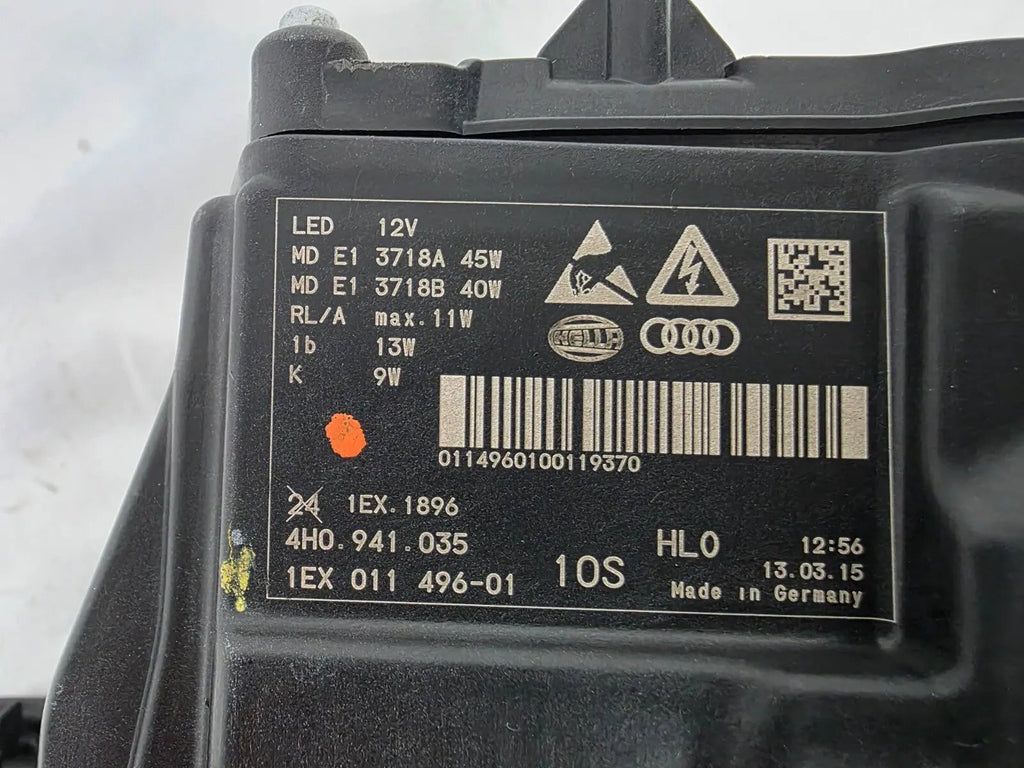 LED 12V
MD E1 3718A 45W
MD E1 3718B 40W
RL/A max.11W
1b 13W
K 9W
HELLA
0114960100119370
24 1EX.1896
4H0.941.035
1EX 011 496-01
10S
HL0
12:56
13.03.15
Made in Germany